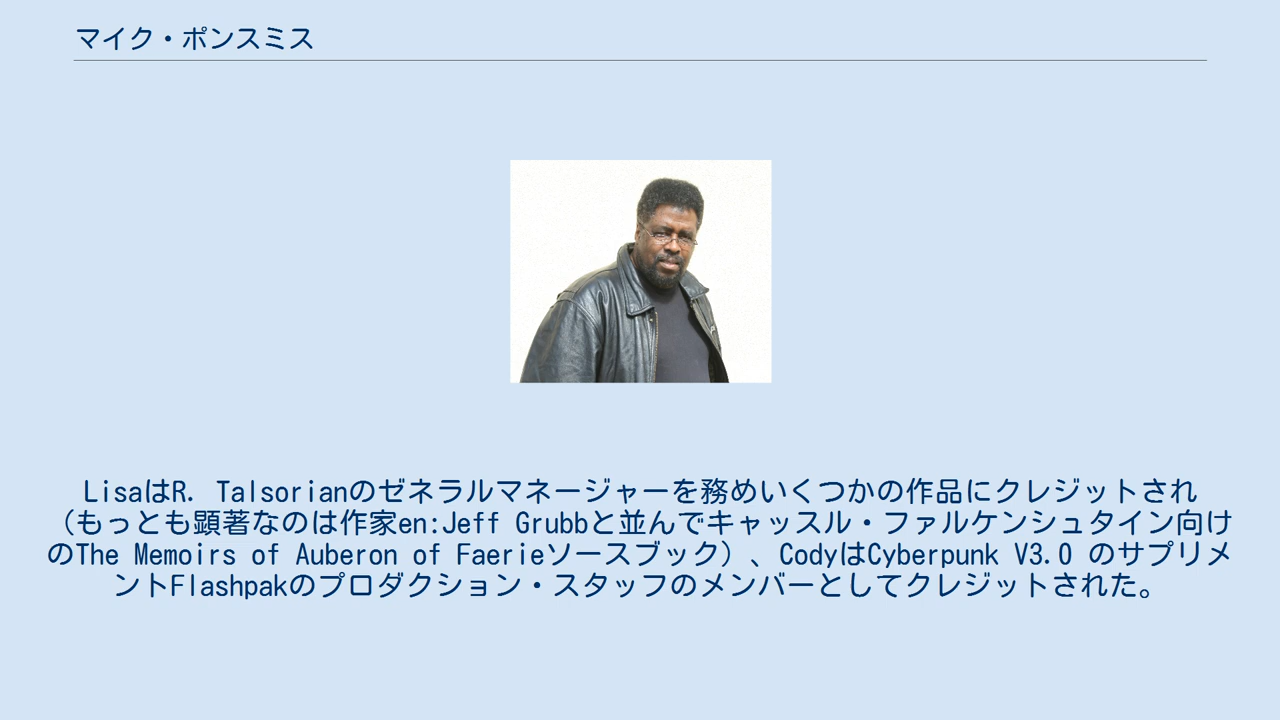 マイク・ポンスミス
LisaはR. Talsorianのゼネラルマネージャーを務めいくつかの作品にクレジットされ
（もっとも顕著なのは作家en:Jeff Grubbと並んでキャッスル・ファルケンシュタイン向け
のThe Memoirs of Auberon of Faerieソースブック）、CodyはCyberpunk V3.0 のサプリメ
ントFlashpakのプロダクション・スタッフのメンバーとしてクレジットされた。